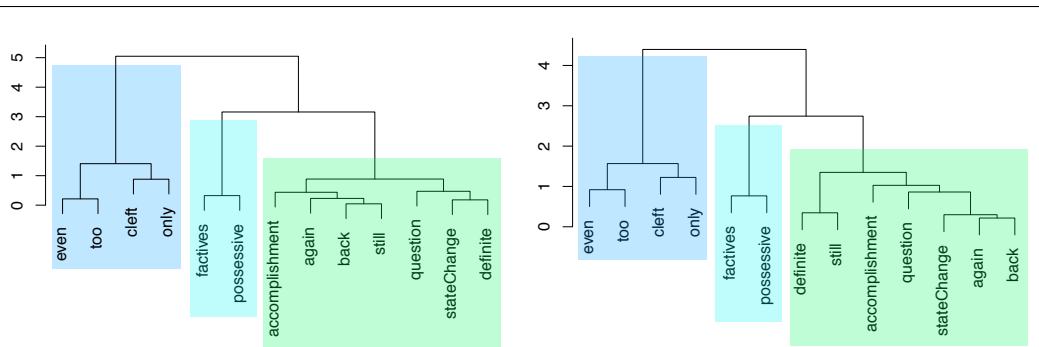 5
4
3
2
1
0
even
too
cleft
only
factives
possessive
accomplishment
again
back
still
question
stateChange
definite
4
3
2
1
0
even
too
cleft
only
factives
possessive
definite
still
accomplishment
question
stateChange
again
back